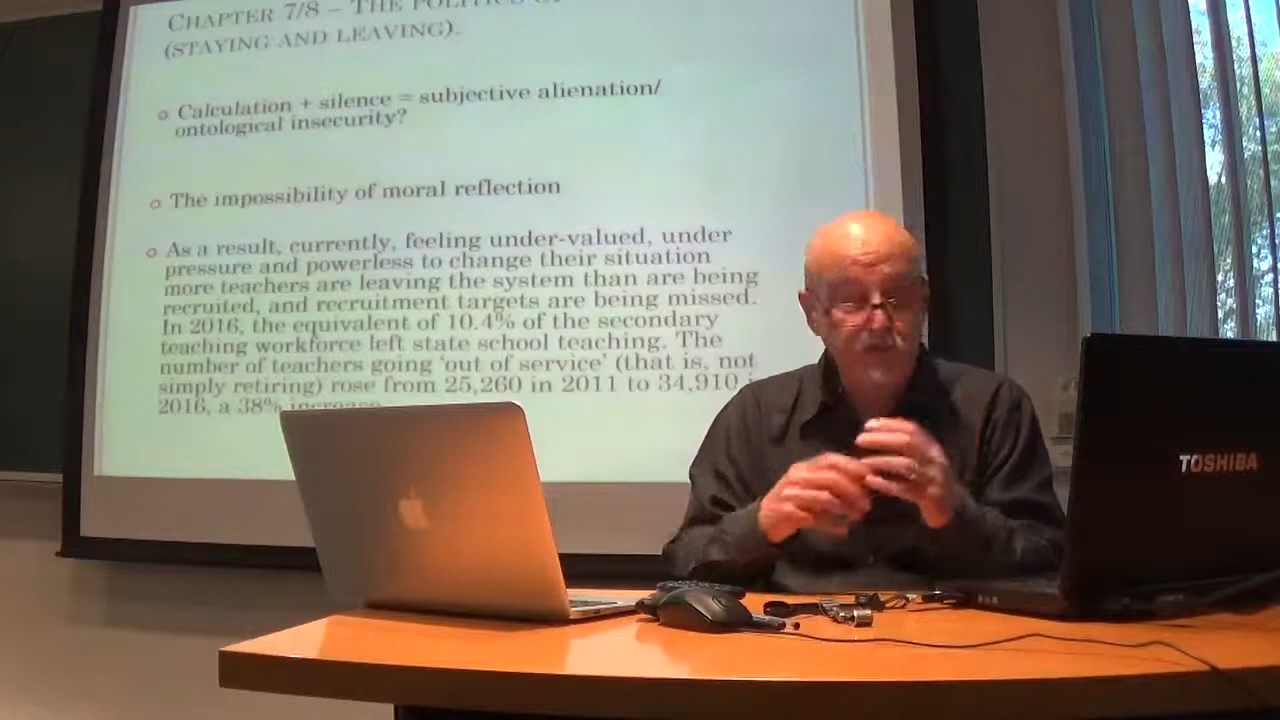 CHAPTER 7/8 – THE POLITICS
(STAYING AND LEAVING).
Calculation + silence = subjective alienation/
ontological insecurity?
The impossibility of moral reflection
As a result, currently, feeling under-valued, under
pressure and powerless to change their situation
more teachers are leaving the system than are being
recruited, and recruitment targets are being missed.
In 2016, the equivalent of 10.4% of the secondary
teaching workforce left state school teaching. The
number of teachers going 'out of service' (that is, not
simply retiring) rose from 25,260 in 2011 to 34,910
2016, a 38% increase
TOSHIBA